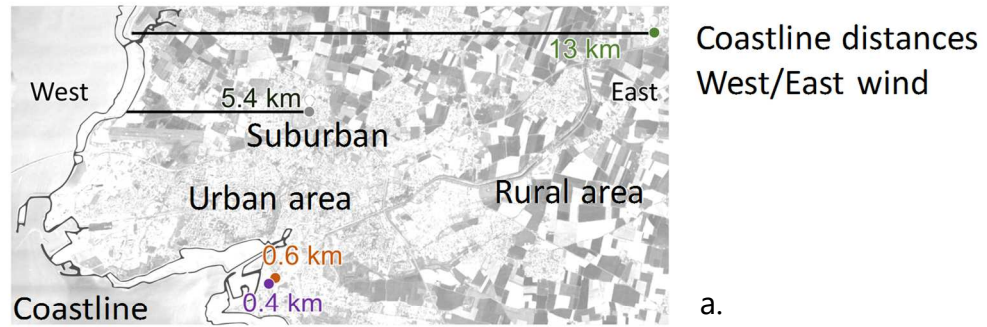 13 km
Coastline distances
West/East wind
West
5.4 km
East
Suburban
Urban area
Rural area
0.6 km
0.4 km
Coastline
a.